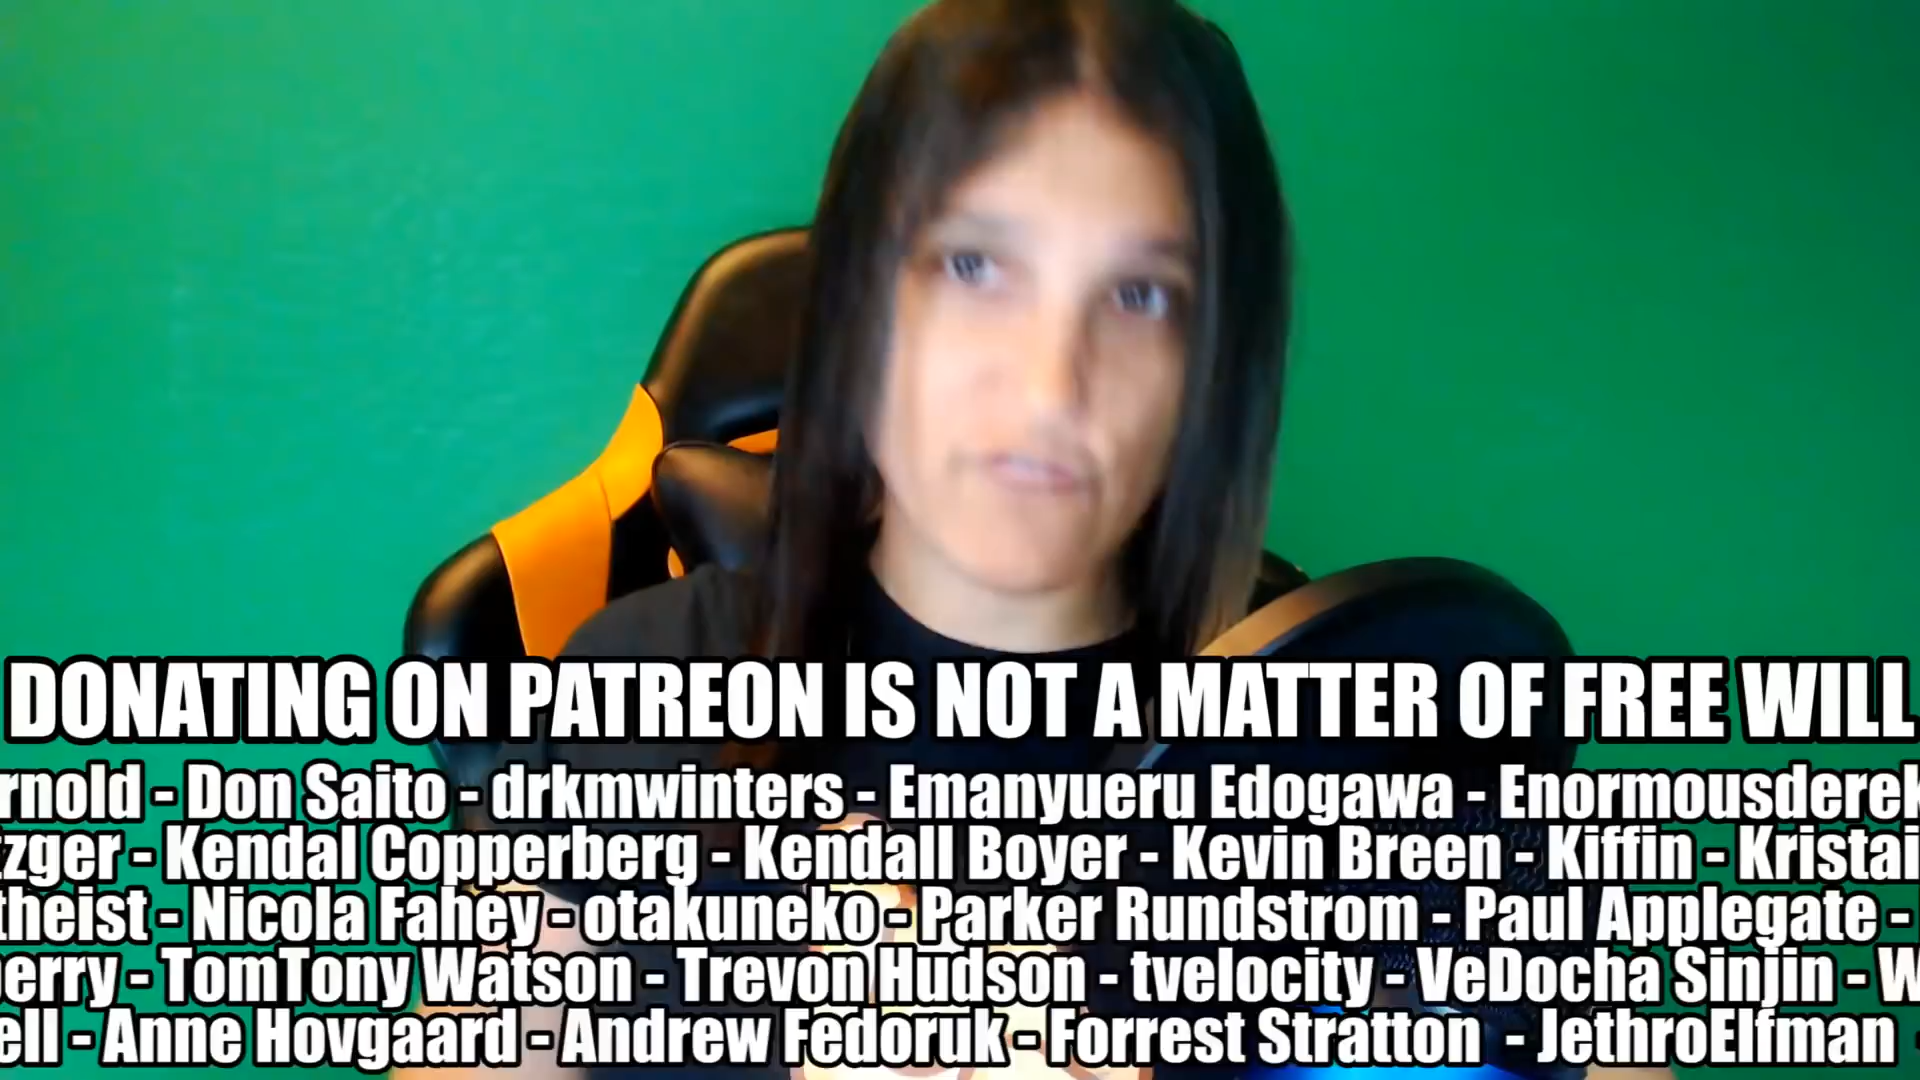 DONATING ON PATREON IS NOT A MATTER OF FREE WILL
rnold - Don Saito - drkmwinters - Emanyueru Edogawa - Enormousderek
tzger - Kendal Copperberg - Kendall Boyer - Kevin Breen - Kiffin - Kristai
theist - Nicola Fahey - otakuneko - Parker Rundstrom - Paul Applegate -
erry - TomTony Watson - Trevon Hudson - tvelocity - VeDocha Sinjin - W
ell - Anne Hovgaard - Andrew Fedoruk - Forrest Stratton - JethroElfman